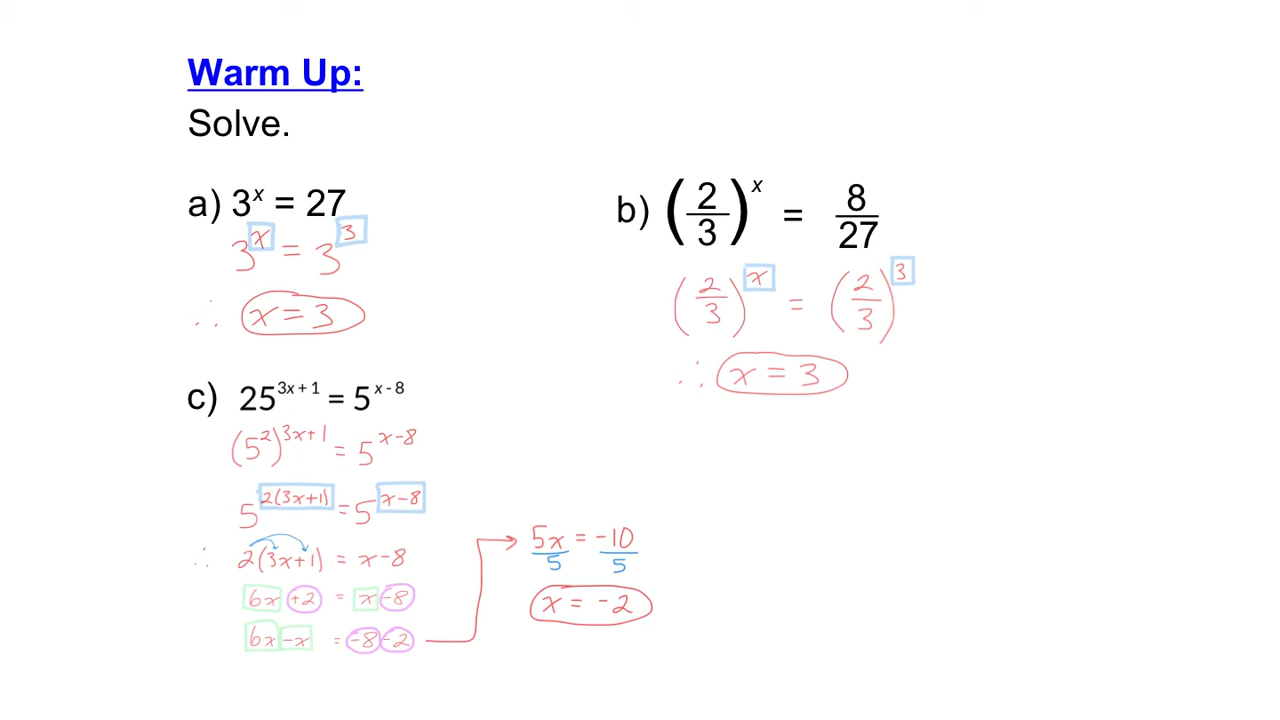 Warm Up:
Solve.
a) 3^x = 27
3^x = 3^3
∴ x = 3
b) (2/3)^x = 8/27
(2/3)^x = (2/3)^3
∴ x = 3
c) 25^(3x + 1) = 5^(x - 8)
(5^2)^(3x+1) = 5^(x-8)
5^(2(3x+1)) = 5^(x-8)
∴ 2(3x+1) = x-8
6x +2 = x -8
6x -x = -8 -2
5x/5 = -10/5
x = -2